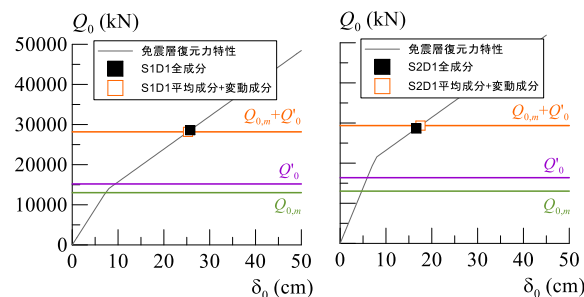 Q₀ (kN)
50000
40000
30000
20000
10000
0
免震層復元力特性
S1D1全成分
S1D1平均成分+変動成分
Q₀,ₘ+Q'₀
Q'₀
Q₀,ₘ
0 10 20 30 40 50
δ₀ (cm)
Q₀ (kN)
免震層復元力特性
S2D1全成分
S2D1平均成分+変動成分
Q₀,ₘ+Q'₀
Q'₀
Q₀,ₘ
0 10 20 30 40 50
δ₀ (cm)